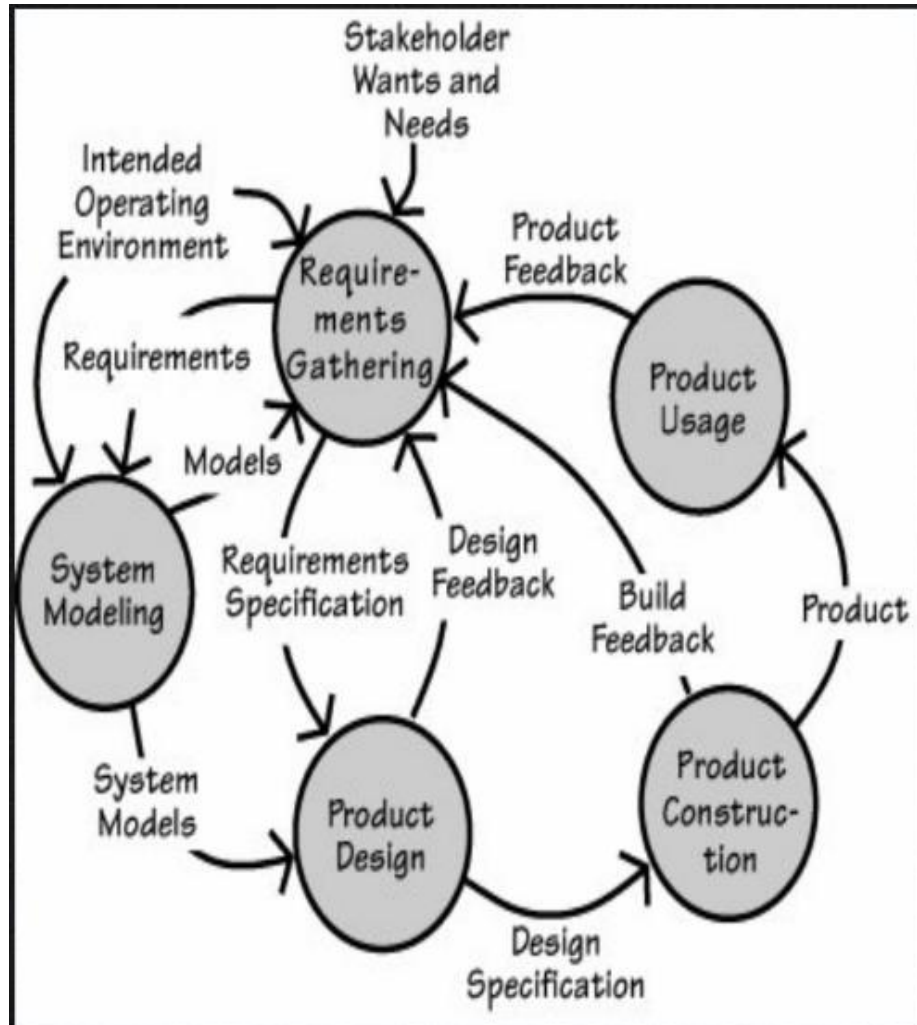 Stakeholder
Wants and
Needs
Intended
Operating
Environment
Product
Feedback
Require-
ments
Gathering
Requirements
Product
Usage
Models
System
Modeling
Requirements
Specification
Design
Feedback
Build
Feedback
Product
System
Models
Product
Design
Product
Construc-
tion
Design
Specification